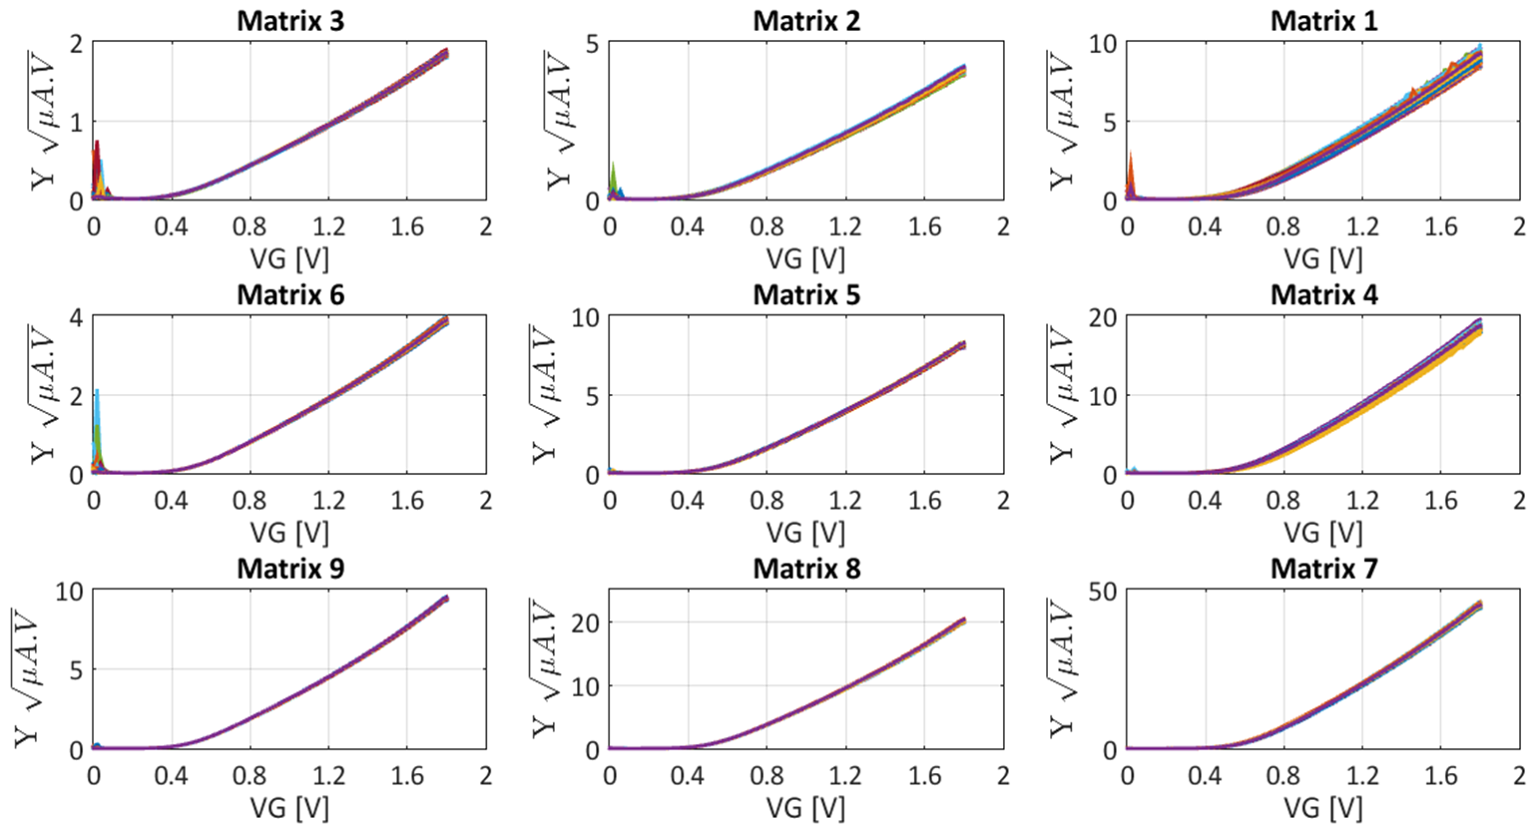 Matrix 3
2
1
0
Y √μA.V
0 0.4 0.8 1.2 1.6 2
VG [V]
Matrix 2
5
0
Y √μA.V
0 0.4 0.8 1.2 1.6 2
VG [V]
Matrix 1
10
5
0
Y √μA.V
0 0.4 0.8 1.2 1.6 2
VG [V]
Matrix 6
4
2
0
Y √μA.V
0 0.4 0.8 1.2 1.6 2
VG [V]
Matrix 5
10
5
0
Y √μA.V
0 0.4 0.8 1.2 1.6 2
VG [V]
Matrix 4
20
10
0
Y √μA.V
0 0.4 0.8 1.2 1.6 2
VG [V]
Matrix 9
10
5
0
Y √μA.V
0 0.4 0.8 1.2 1.6 2
VG [V]
Matrix 8
20
10
0
Y √μA.V
0 0.4 0.8 1.2 1.6 2
VG [V]
Matrix 7
50
0
Y √μA.V
0 0.4 0.8 1.2 1.6 2
VG [V]